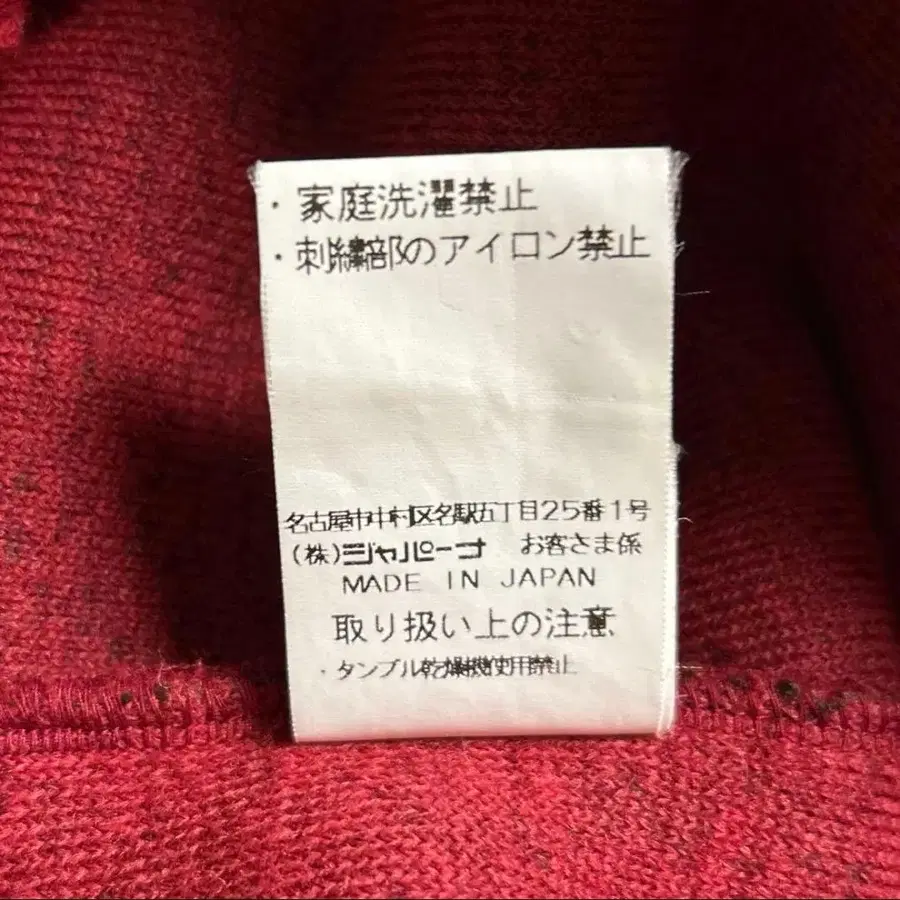 ・家庭洗濯禁止
・刺繍部のアイロン禁止
名古屋市中村区名駅五丁目25番1号
(株)ジャパーナ お客さま係
MADE IN JAPAN
取り扱い上の注意
・タンブル乾燥機使用禁止